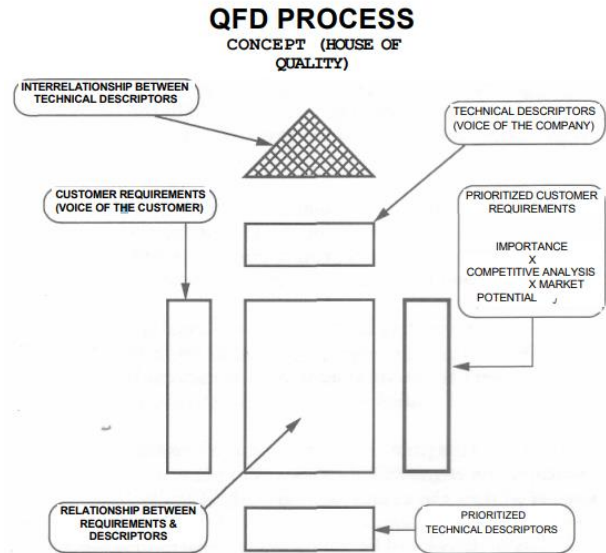 QFD PROCESS
CONCEPT (HOUSE OF
QUALITY)
INTERRELATIONSHIP BETWEEN
TECHNICAL DESCRIPTORS
TECHNICAL DESCRIPTORS
(VOICE OF THE COMPANY)
CUSTOMER REQUIREMENTS
(VOICE OF THE CUSTOMER)
PRIORITIZED CUSTOMER
REQUIREMENTS
IMPORTANCE
X
COMPETITIVE ANALYSIS
X MARKET
POTENTIAL
RELATIONSHIP BETWEEN
REQUIREMENTS &
DESCRIPTORS
PRIORITIZED
TECHNICAL DESCRIPTORS